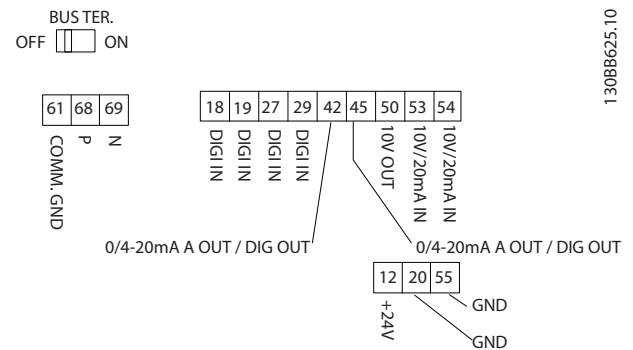 BUS TER.
OFF ON
130BB625.10
61 68 69
COMM. GND
P
N
18 19 27 29 42 45 50 53 54
DIGI IN
DIGI IN
DIGI IN
DIGI IN
10V OUT
10V/20mA IN
10V/20mA IN
0/4-20mA A OUT / DIG OUT
0/4-20mA A OUT / DIG OUT
12 20 55
+24V
GND
GND